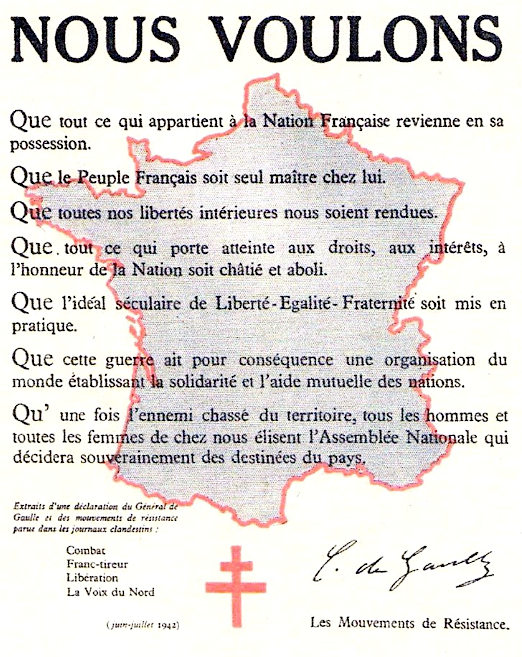 NOUS VOULONS
Que tout ce qui appartient à la Nation Française revienne en sa
possession.
Que le Peuple Français soit seul maître chez lui.
Que toutes nos libertés intérieures nous soient rendues.
Que tout ce qui porte atteinte aux droits, aux intérêts, à
l'honneur de la Nation soit châtié et aboli.
Que l'idéal séculaire de Liberté-Egalité-Fraternité soit mis en
pratique.
Que cette guerre ait pour conséquence une organisation du
monde établissant la solidarité et l'aide mutuelle des nations.
Qu' une fois l'ennemi chassé du territoire, tous les hommes et
toutes les femmes de chez nous élisent l'Assemblée Nationale qui
décidera souverainement des destinées du pays.
Extraits d'une déclaration du Général de
Gaulle et des mouvements de résistance
parue dans les journaux clandestins :
Combat
Franc-tireur
Libération
La Voix du Nord
(juin-juillet 1942)
C. de Gaulle
Les Mouvements de Résistance.